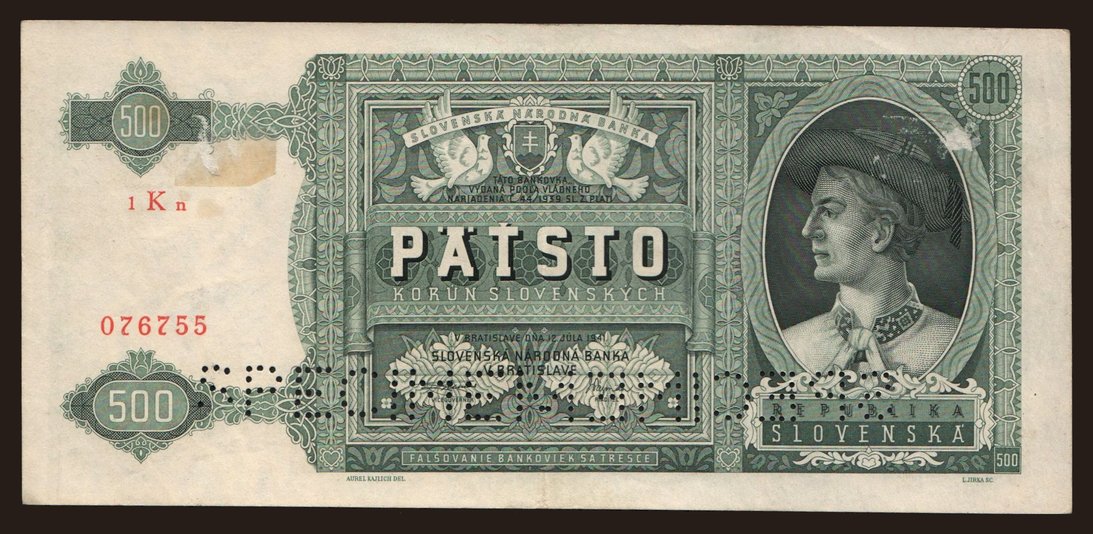 500
500
SLOVENSKÁ NÁRODNÁ BANKA
TÁTO BANKOVKA,
VYDANÁ PODĽA VLÁDNEHO
NARIADENIA Č. 44/1939 SL. Z. PLATÍ
1 K n
PÄŤSTO
KORÚN SLOVENSKÝCH
076755
V BRATISLAVE DŇA 12. JÚLA 1941
SLOVENSKÁ NÁRODNÁ BANKA
V BRATISLAVE
500
SPECIMEN
REPUBLIKA
SLOVENSKÁ
FALŠOVANIE BANKOVIEK SA TRESCE
500
AUREL KAJLICH DEL.
L. JIRKA SC.